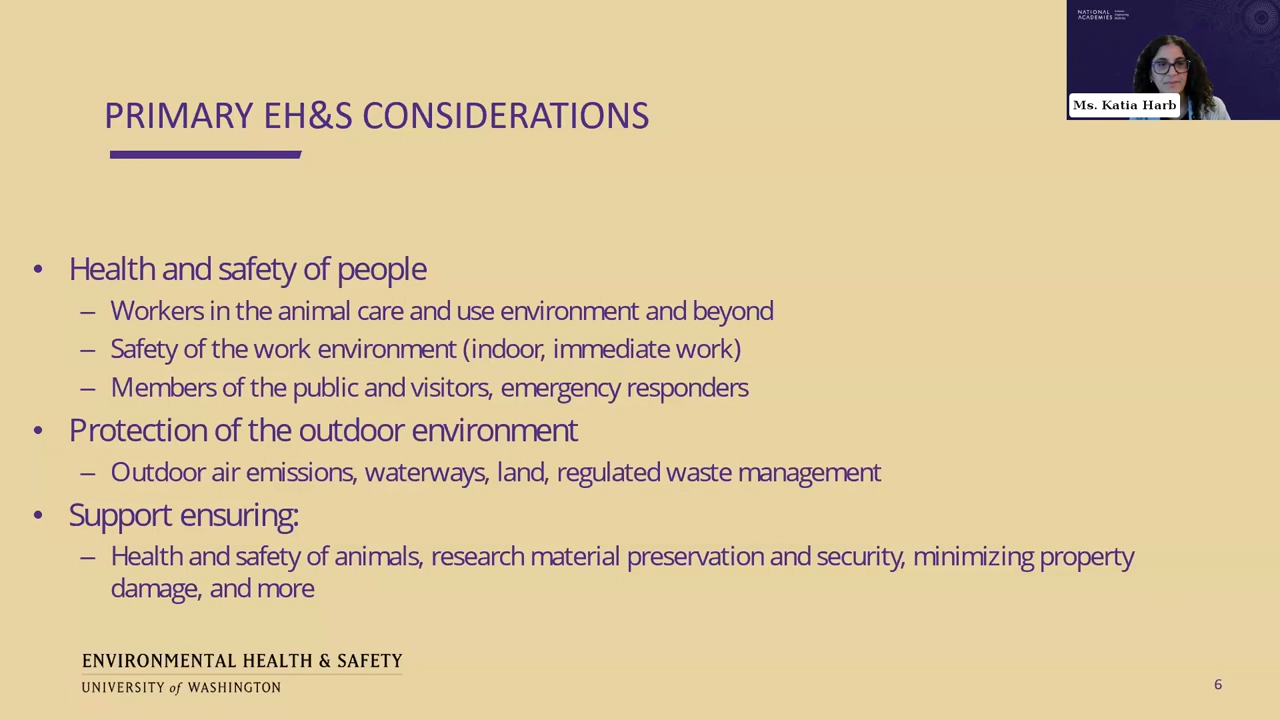 NATIONAL
ACADEMIES
Ms. Katia Harb
PRIMARY EH&S CONSIDERATIONS
• Health and safety of people
– Workers in the animal care and use environment and beyond
– Safety of the work environment (indoor, immediate work)
– Members of the public and visitors, emergency responders
• Protection of the outdoor environment
– Outdoor air emissions, waterways, land, regulated waste management
• Support ensuring:
– Health and safety of animals, research material preservation and security, minimizing property
damage, and more
ENVIRONMENTAL HEALTH & SAFETY
UNIVERSITY of WASHINGTON
6